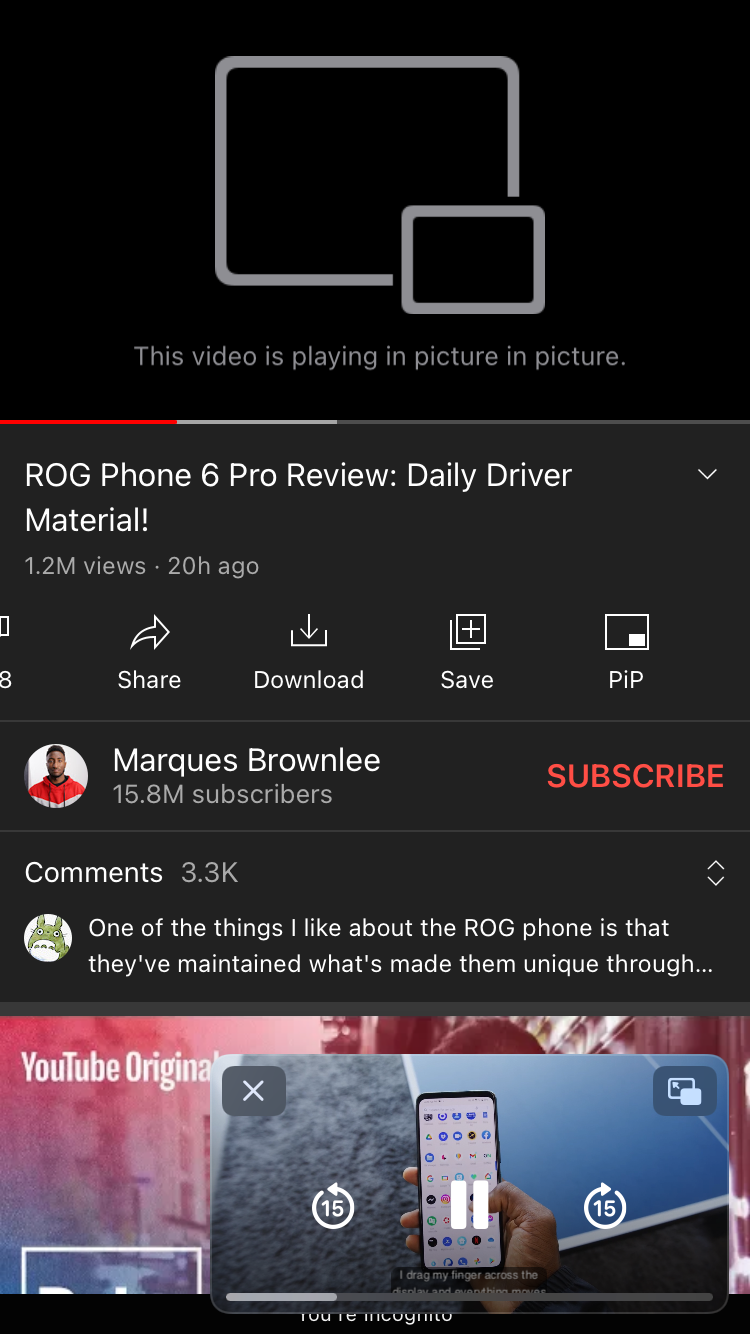 This video is playing in picture in picture.
ROG Phone 6 Pro Review: Daily Driver
Material!
1.2M views · 20h ago
8
Share
Download
Save
PiP
Marques Brownlee
15.8M subscribers
SUBSCRIBE
Comments 3.3K
One of the things I like about the ROG phone is that
they've maintained what's made them unique through...
YouTube
15
15
I drag my finger across the
display and everything moves
You're incognito